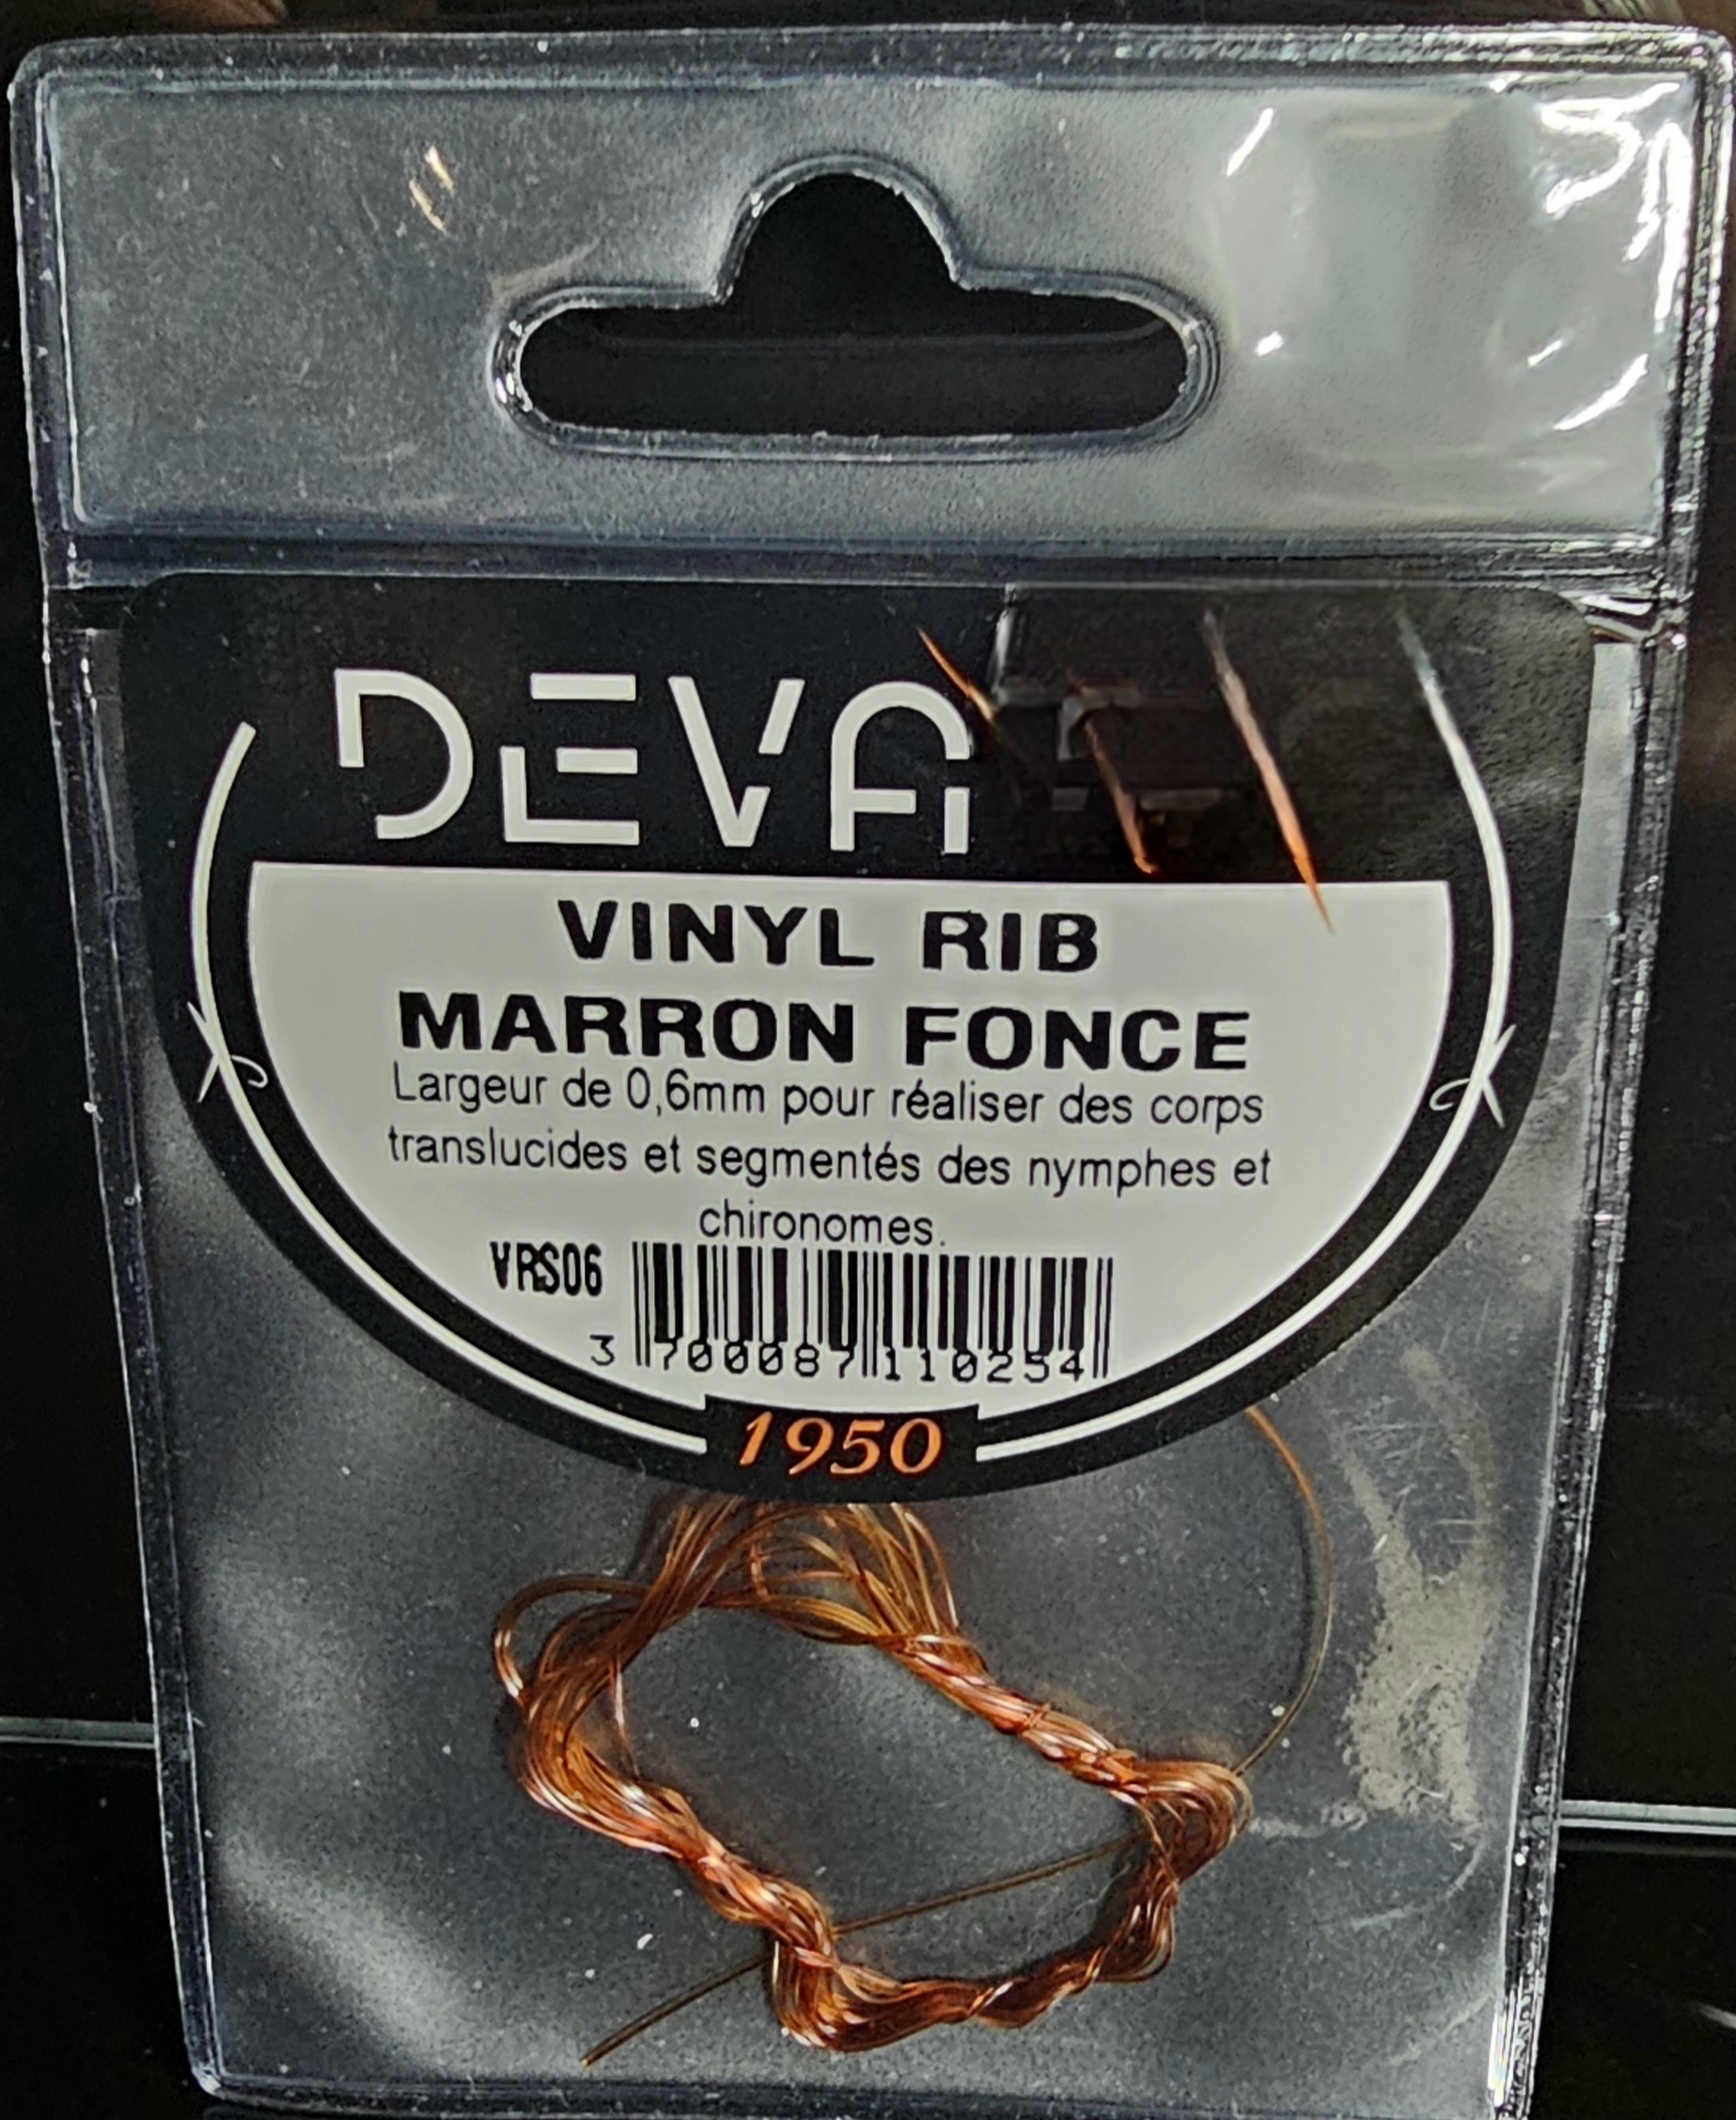 DEVA
VINYL RIB
MARRON FONCE
Largeur de 0,6mm pour réaliser des corps
translucides et segmentés des nymphes et
chironomes.
VRS06
3 700087 110254
1950